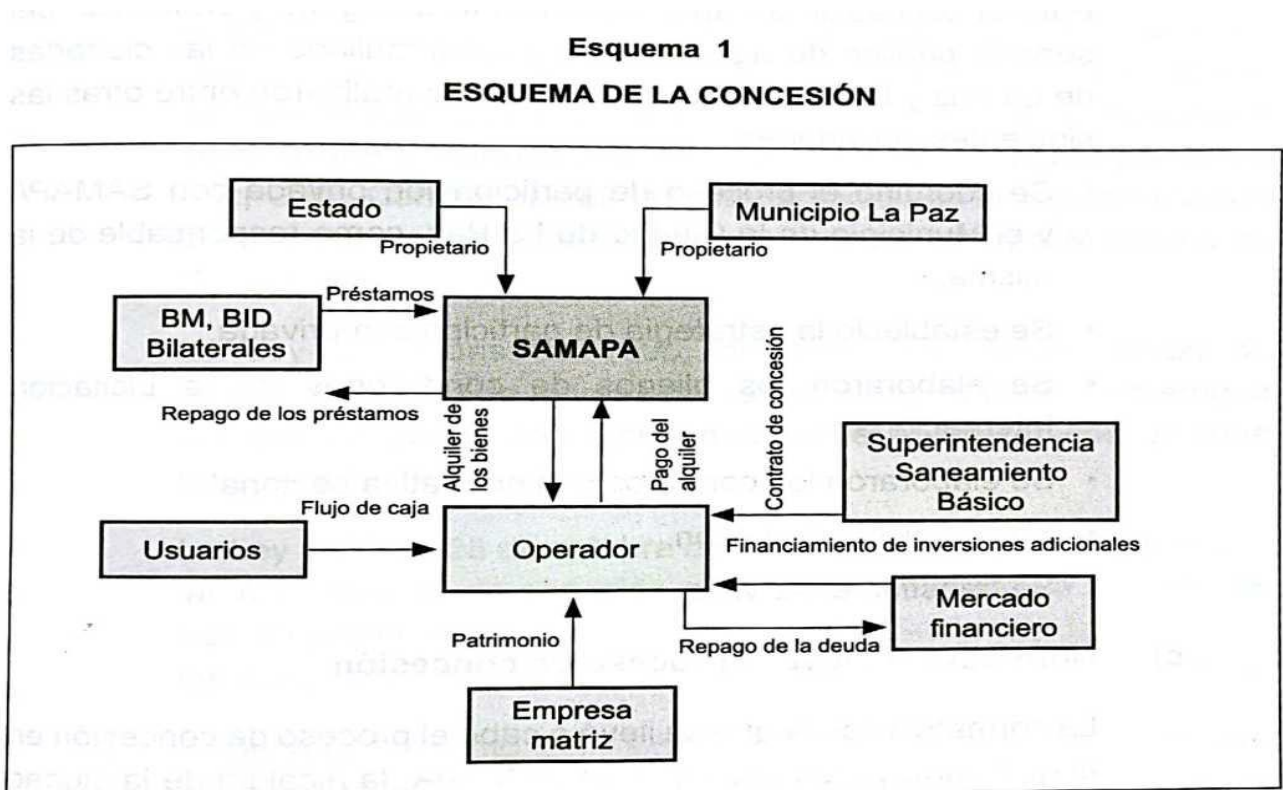 Esquema 1
ESQUEMA DE LA CONCESIÓN
Estado
Municipio La Paz
Propietario
Propietario
BM, BID
Bilaterales
Préstamos
SAMAPA
Repago de los préstamos
Alquiler de
los bienes
Pago del
alquiler
Contrato de concesión
Superintendencia
Saneamiento
Básico
Flujo de caja
Usuarios
Operador
Financiamiento de inversiones adicionales
Mercado
financiero
Patrimonio
Repago de la deuda
Empresa
matriz